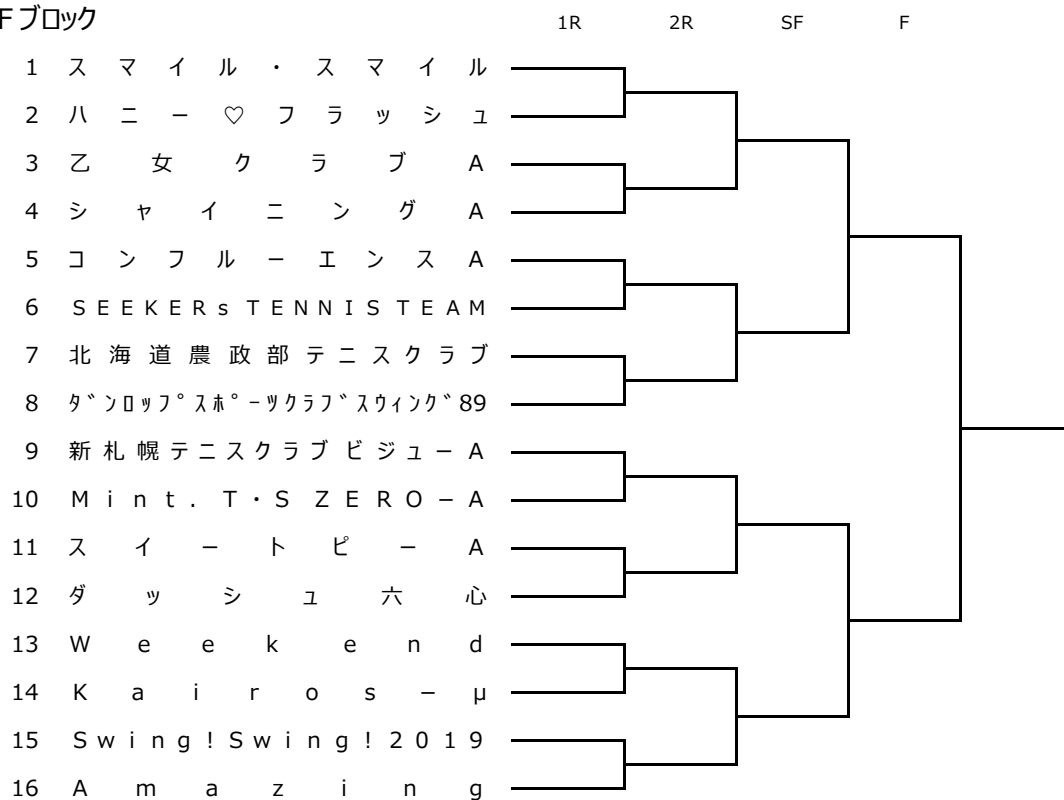 Fブロック 1R 2R SF F
1 スマイル・スマイル
2 ハニー♡フラッシュ
3 乙女クラブA
4 シャイニングA
5 コンフルーエンスA
6 SEEKERs TENNIS TEAM
7 北海道農政部テニスクラブ
8 ﾀﾞﾝﾛｯﾌﾟｽﾎﾟｰﾂｸﾗﾌﾞｽｳｨﾝｸﾞ89
9 新札幌テニスクラブビジューA
10 Mint.T・S ZERO－A
11 スイートピーA
12 ダッシュ六心
13 Weekend
14 Kairos－μ
15 Swing!Swing!2019
16 Amazing